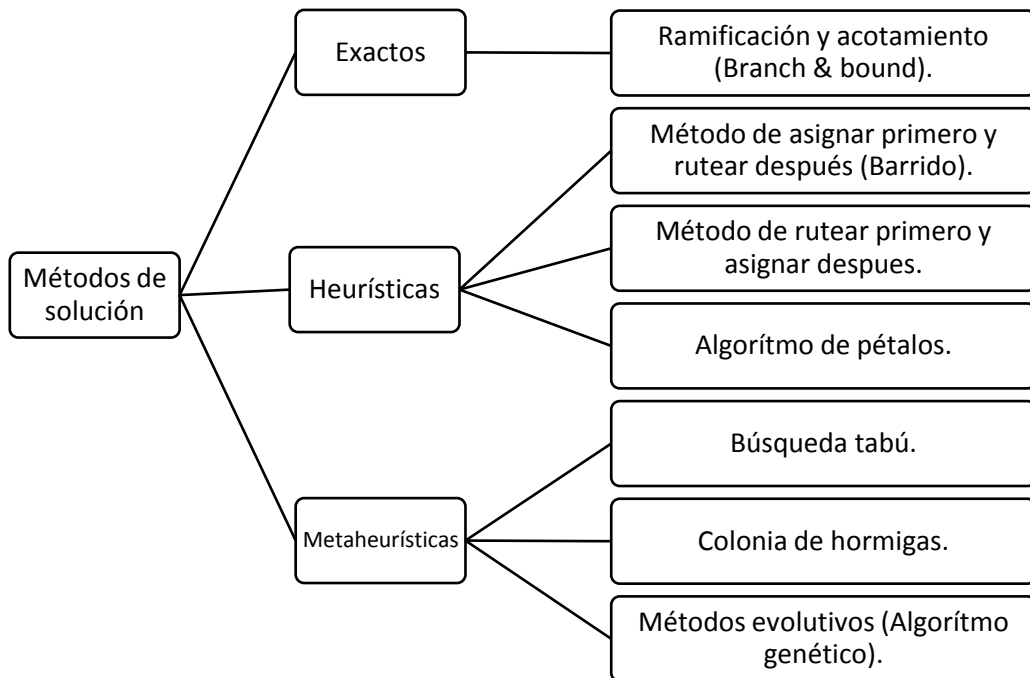 Métodos de
solución
Exactos
Ramificación y acotamiento
(Branch & bound).
Heurísticas
Método de asignar primero y
rutear después (Barrido).
Método de rutear primero y
asignar despues.
Algorítmo de pétalos.
Metaheurísticas
Búsqueda tabú.
Colonia de hormigas.
Métodos evolutivos (Algorítmo
genético).